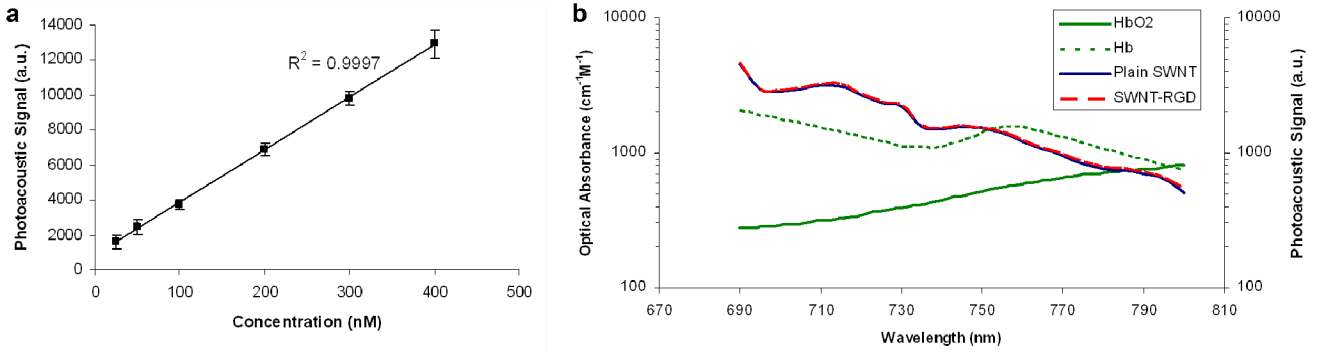 a
Photoacoustic Signal (a.u.)
14000
12000
10000
8000
6000
4000
2000
0
R² = 0.9997
0 100 200 300 400 500
Concentration (nM)
b
Optical Absorbance (cm⁻¹M⁻¹)
10000
1000
100
HbO2
Hb
Plain SWNT
SWNT-RGD
10000
1000
100
Photoacoustic Signal (a.u.)
670 690 710 730 750 770 790 810
Wavelength (nm)